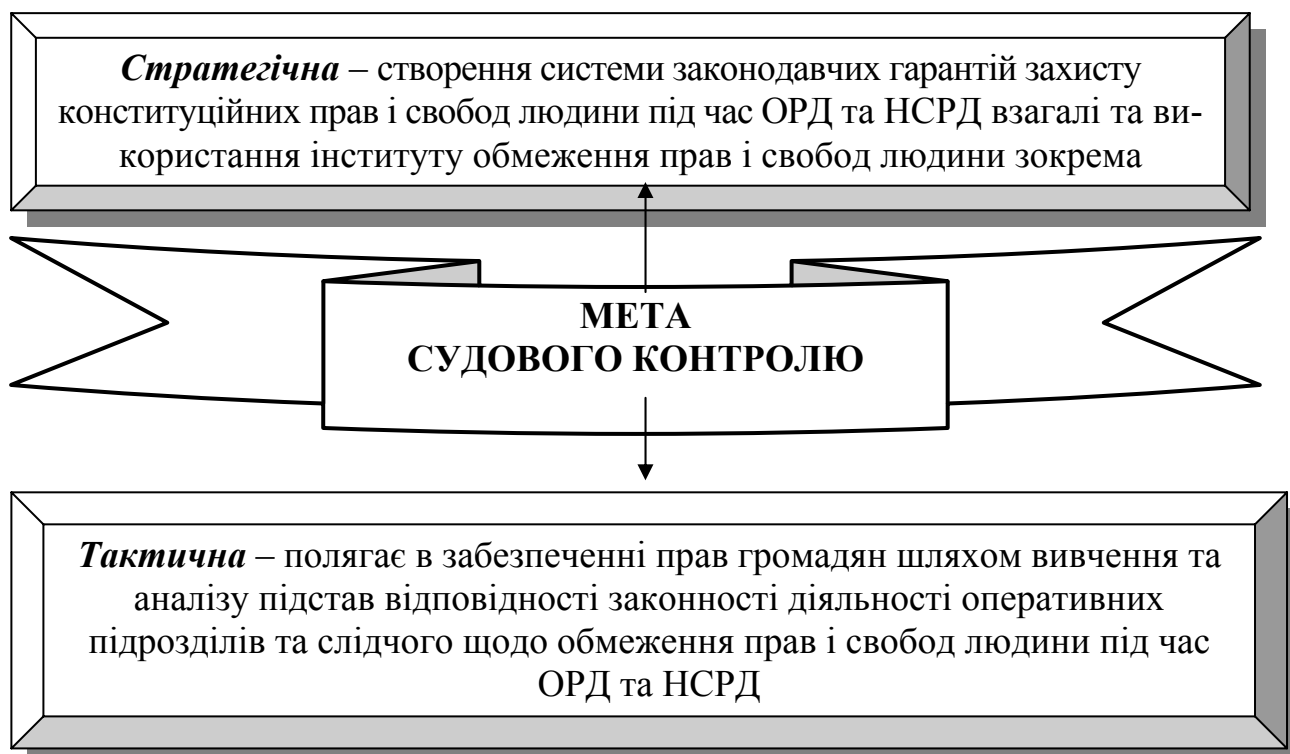 Стратегічна – створення системи законодавчих гарантій захисту
конституційних прав і свобод людини під час ОРД та НСРД взагалі та ви-
користання інституту обмеження прав і свобод людини зокрема
МЕТА
СУДОВОГО КОНТРОЛЮ
Тактична – полягає в забезпеченні прав громадян шляхом вивчення та
аналізу підстав відповідності законності діяльності оперативних
підрозділів та слідчого щодо обмеження прав і свобод людини під час
ОРД та НСРД